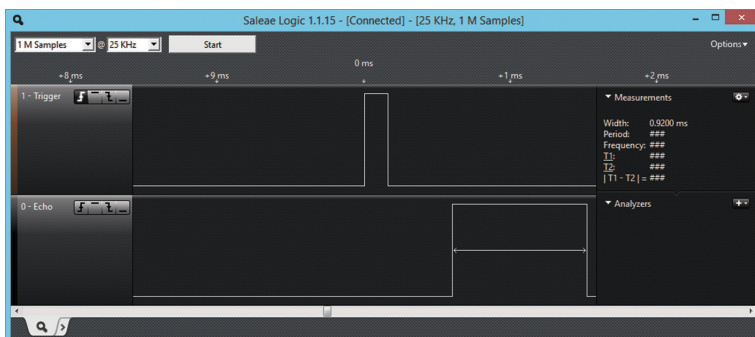 Saleae Logic 1.1.15 - [Connected] - [25 KHz, 1 M Samples]
1 M Samples @ 25 KHz Start Options
0 ms
+8 ms +9 ms +1 ms +2 ms
1 - Trigger
Measurements
Width: 0.9200 ms
Period: ###
Frequency: ###
T1: ###
T2: ###
| T1 - T2 | = ###
0 - Echo
Analyzers